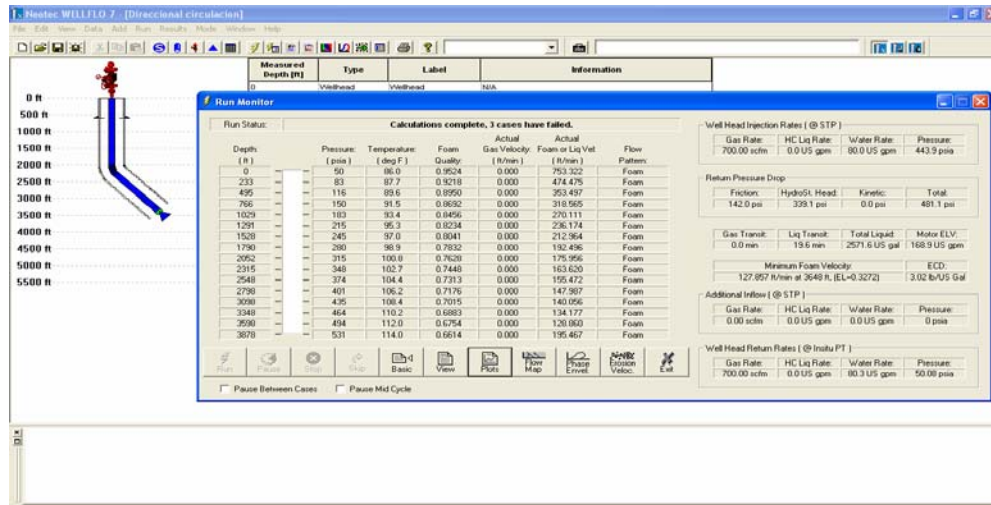 Neotec WELLFLO 7 - [Direccional circulacion]
File Edit View Data Add Run Results Mode Window Help
Measured Depth [ft] Type Label Information
0 Wellhead Wellhead N/A
0 ft
500 ft
1000 ft
1500 ft
2000 ft
2500 ft
3000 ft
3500 ft
4000 ft
4500 ft
5000 ft
5500 ft
Run Monitor
Run Status: Calculations complete, 3 cases have failed.
Depth: (ft) Pressure: (psia) Temperature: (deg F) Foam Quality: Actual Gas Velocity: (ft/min) Actual Foam or Liq Vel: (ft/min) Flow Pattern:
0 50 86.0 0.9524 0.000 753.322 Foam
233 83 87.7 0.9218 0.000 474.475 Foam
495 116 89.6 0.8950 0.000 353.497 Foam
766 150 91.5 0.8692 0.000 318.565 Foam
1029 183 93.4 0.8456 0.000 270.111 Foam
1291 215 95.3 0.8234 0.000 236.174 Foam
1528 245 97.0 0.8041 0.000 212.964 Foam
1790 280 98.9 0.7832 0.000 192.496 Foam
2052 315 100.8 0.7628 0.000 175.956 Foam
2315 348 102.7 0.7448 0.000 163.620 Foam
2548 374 104.4 0.7313 0.000 155.472 Foam
2798 401 106.2 0.7176 0.000 147.987 Foam
3098 435 108.4 0.7015 0.000 140.056 Foam
3348 464 110.2 0.6883 0.000 134.177 Foam
3598 494 112.0 0.6754 0.000 128.860 Foam
3878 531 114.0 0.6614 0.000 195.467 Foam
Run Pause Stop Skip Basic View Plots Flow Map Phase Envel. Erosion Veloc. Exit
Pause Between Cases Pause Mid Cycle
Well Head Injection Rates ( @ STP )
Gas Rate: HC Liq Rate: Water Rate: Pressure:
700.00 scfm 0.0 US gpm 80.0 US gpm 443.9 psia
Return Pressure Drop
Friction: HydroSt. Head: Kinetic: Total:
142.0 psi 339.1 psi 0.0 psi 481.1 psi
Gas Transit: Liq Transit: Total Liquid: Motor ELV:
0.0 min 19.6 min 2571.6 US gal 168.9 US gpm
Minimum Foam Velocity: ECD:
127.857 ft/min at 3648 ft, (EL=0.3272) 3.02 lb/US Gal
Additional Inflow ( @ STP )
Gas Rate: HC Liq Rate: Water Rate: Pressure:
0.00 scfm 0.0 US gpm 0.0 US gpm 0 psia
Well Head Return Rates ( @ Insitu PT )
Gas Rate: HC Liq Rate: Water Rate: Pressure:
700.00 scfm 0.0 US gpm 80.3 US gpm 50.08 psia